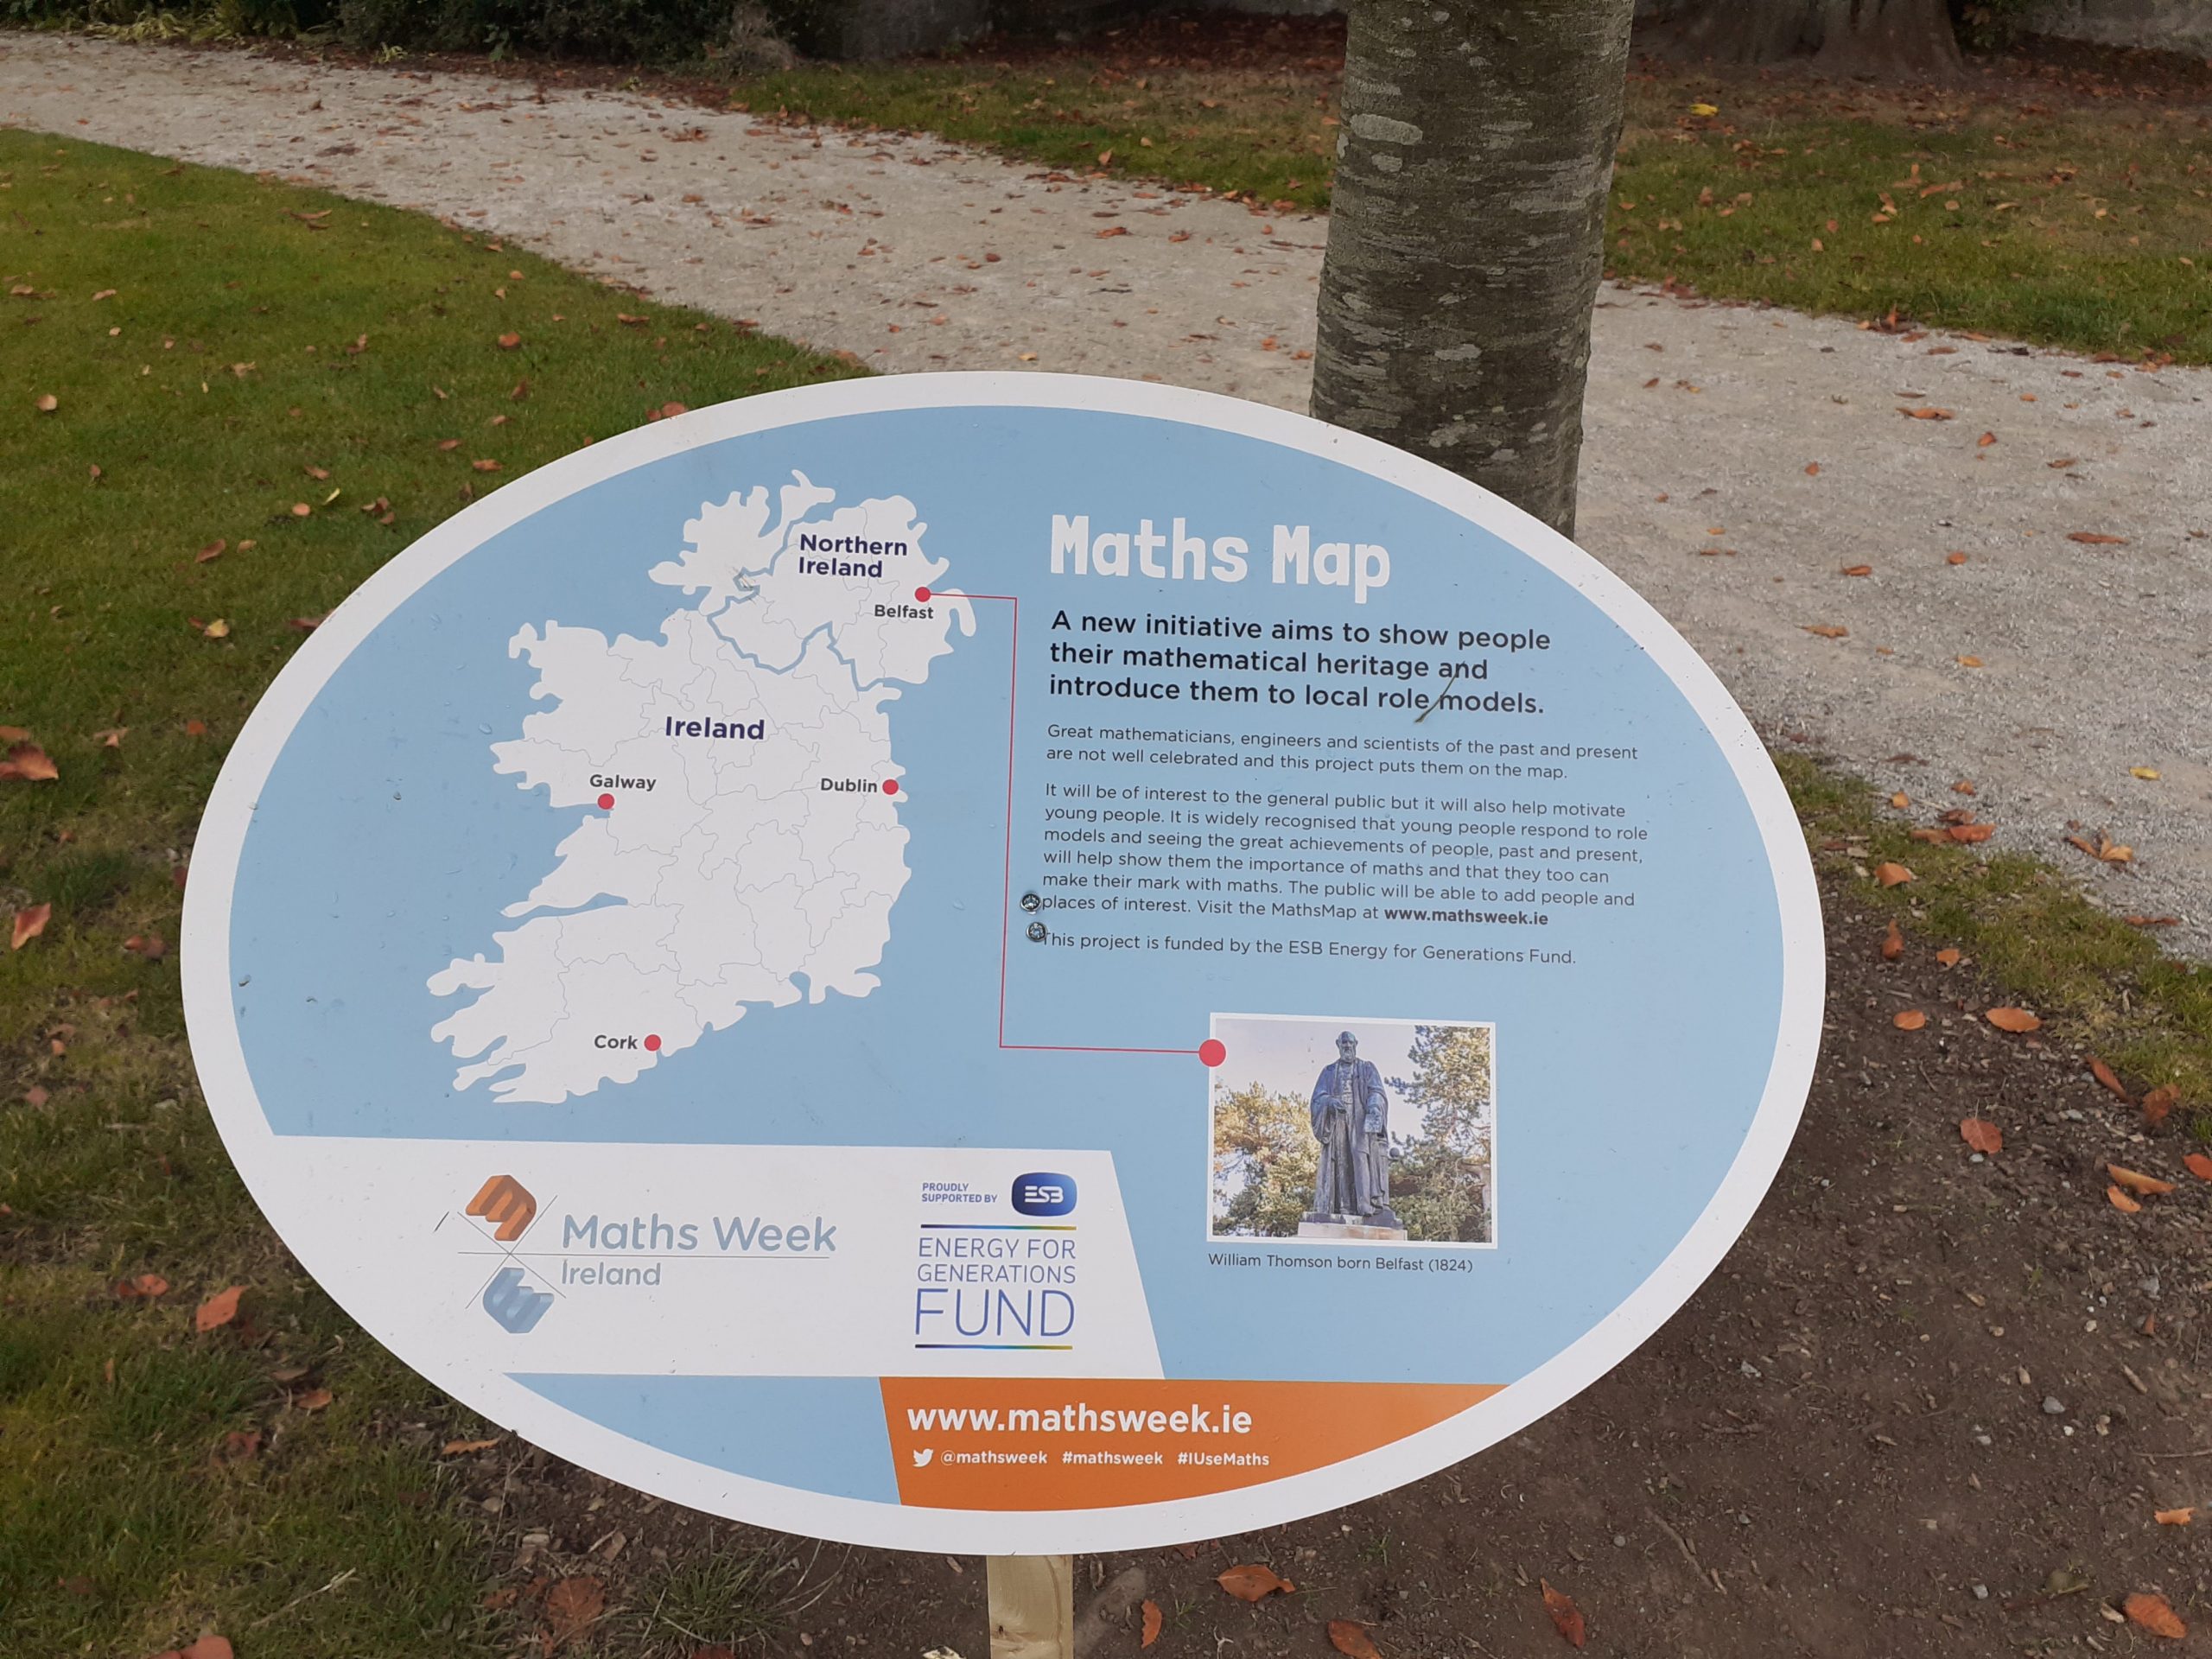 Northern
Ireland
Belfast
Ireland
Galway
Dublin
Cork
Maths Map
A new initiative aims to show people
their mathematical heritage and
introduce them to local role models.
Great mathematicians, engineers and scientists of the past and present
are not well celebrated and this project puts them on the map.
It will be of interest to the general public but it will also help motivate
young people. It is widely recognised that young people respond to role
models and seeing the great achievements of people, past and present,
will help show them the importance of maths and that they too can
make their mark with maths. The public will be able to add people and
places of interest. Visit the MathsMap at www.mathsweek.ie
This project is funded by the ESB Energy for Generations Fund.
William Thomson born Belfast (1824)
Maths Week
Ireland
PROUDLY
SUPPORTED BY
ESB
ENERGY FOR
GENERATIONS
FUND
www.mathsweek.ie
@mathsweek #mathsweek #IUseMaths